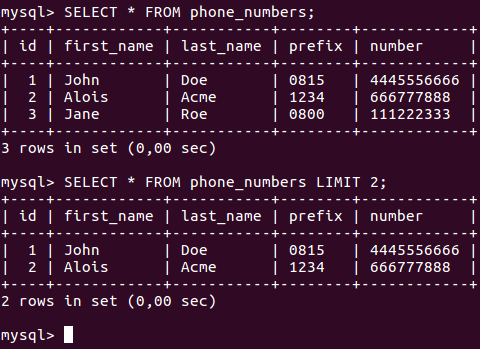 mysql> SELECT * FROM phone_numbers;
+----+------------+-----------+--------+------------+
| id | first_name | last_name | prefix | number     |
+----+------------+-----------+--------+------------+
|  1 | John       | Doe       | 0815   | 4445556666 |
|  2 | Alois      | Acme      | 1234   | 666777888  |
|  3 | Jane       | Roe       | 0800   | 111222333  |
+----+------------+-----------+--------+------------+
3 rows in set (0,00 sec)

mysql> SELECT * FROM phone_numbers LIMIT 2;
+----+------------+-----------+--------+------------+
| id | first_name | last_name | prefix | number     |
+----+------------+-----------+--------+------------+
|  1 | John       | Doe       | 0815   | 4445556666 |
|  2 | Alois      | Acme      | 1234   | 666777888  |
+----+------------+-----------+--------+------------+
2 rows in set (0,00 sec)

mysql>